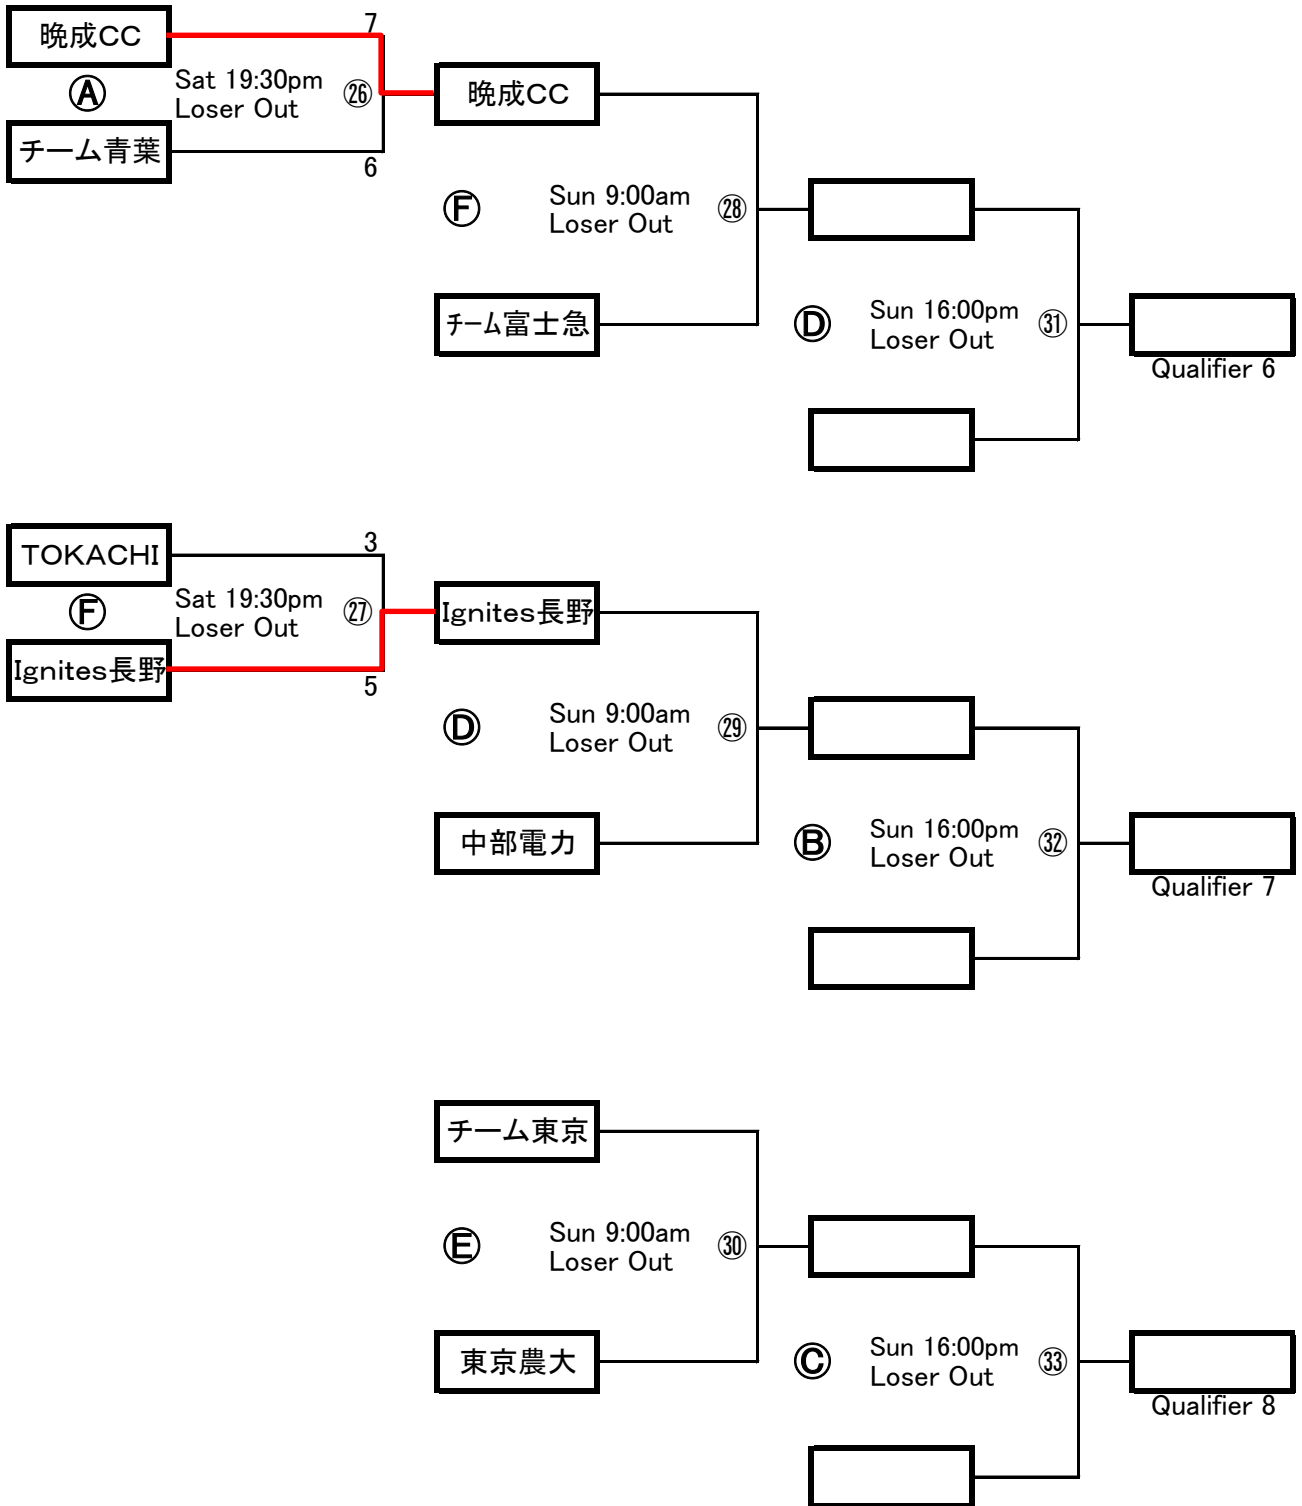 晩成CC
7
Ⓐ
Sat 19:30pm
Loser Out
㉖
チーム青葉
6
晩成CC
Ⓕ
Sun 9:00am
Loser Out
㉘
ﾁｰﾑ富士急
Ⓓ
Sun 16:00pm
Loser Out
㉛
Qualifier 6
TOKACHI
3
Ⓕ
Sat 19:30pm
Loser Out
㉗
Ignites長野
5
Ignites長野
Ⓓ
Sun 9:00am
Loser Out
㉙
中部電力
Ⓑ
Sun 16:00pm
Loser Out
㉜
Qualifier 7
チーム東京
Ⓔ
Sun 9:00am
Loser Out
㉚
東京農大
Ⓒ
Sun 16:00pm
Loser Out
㉝
Qualifier 8